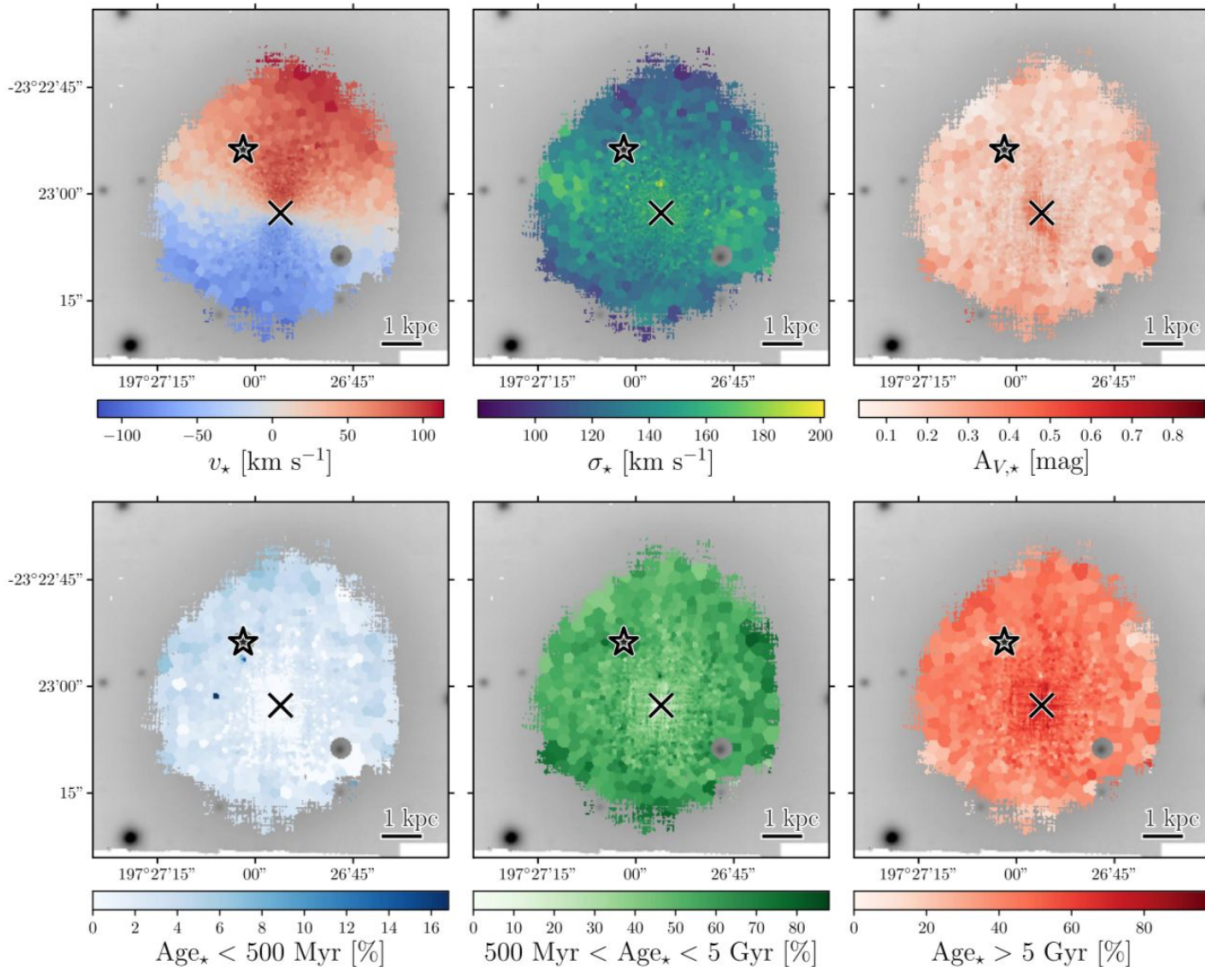 -23°22'45"
23'00"
15"
1 kpc
1 kpc
1 kpc
197°27'15" 00" 26'45"
197°27'15" 00" 26'45"
197°27'15" 00" 26'45"
−100 −50 0 50 100
100 120 140 160 180 200
0.1 0.2 0.3 0.4 0.5 0.6 0.7 0.8
v⋆ [km s⁻¹]
σ⋆ [km s⁻¹]
A_V,⋆ [mag]
-23°22'45"
23'00"
15"
1 kpc
1 kpc
1 kpc
197°27'15" 00" 26'45"
197°27'15" 00" 26'45"
197°27'15" 00" 26'45"
0 2 4 6 8 10 12 14 16
0 10 20 30 40 50 60 70 80
0 20 40 60 80
Age⋆ < 500 Myr [%]
500 Myr < Age⋆ < 5 Gyr [%]
Age⋆ > 5 Gyr [%]